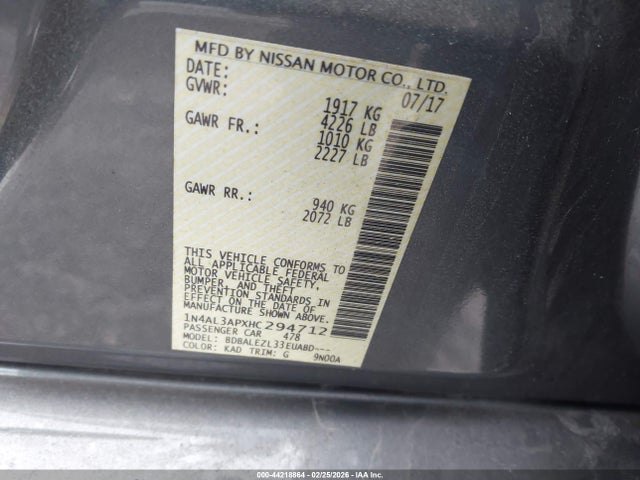 MFD BY NISSAN MOTOR CO., LTD.
DATE: 07/17
GVWR: 1917 KG
4226 LB
GAWR FR.: 1010 KG
2227 LB
GAWR RR.: 940 KG
2072 LB
THIS VEHICLE CONFORMS TO
ALL APPLICABLE FEDERAL
MOTOR VEHICLE SAFETY,
BUMPER, AND THEFT
PREVENTION STANDARDS IN
EFFECT ON THE DATE OF
MANUFACTURE SHOWN ABOVE.
1N4AL3APXHC294712
PASSENGER CAR 478
MODEL: BDBALEZL33EUABD---
COLOR: KAD TRIM: G 9N00A
000-44218864 - 02/25/2026 - IAA Inc.